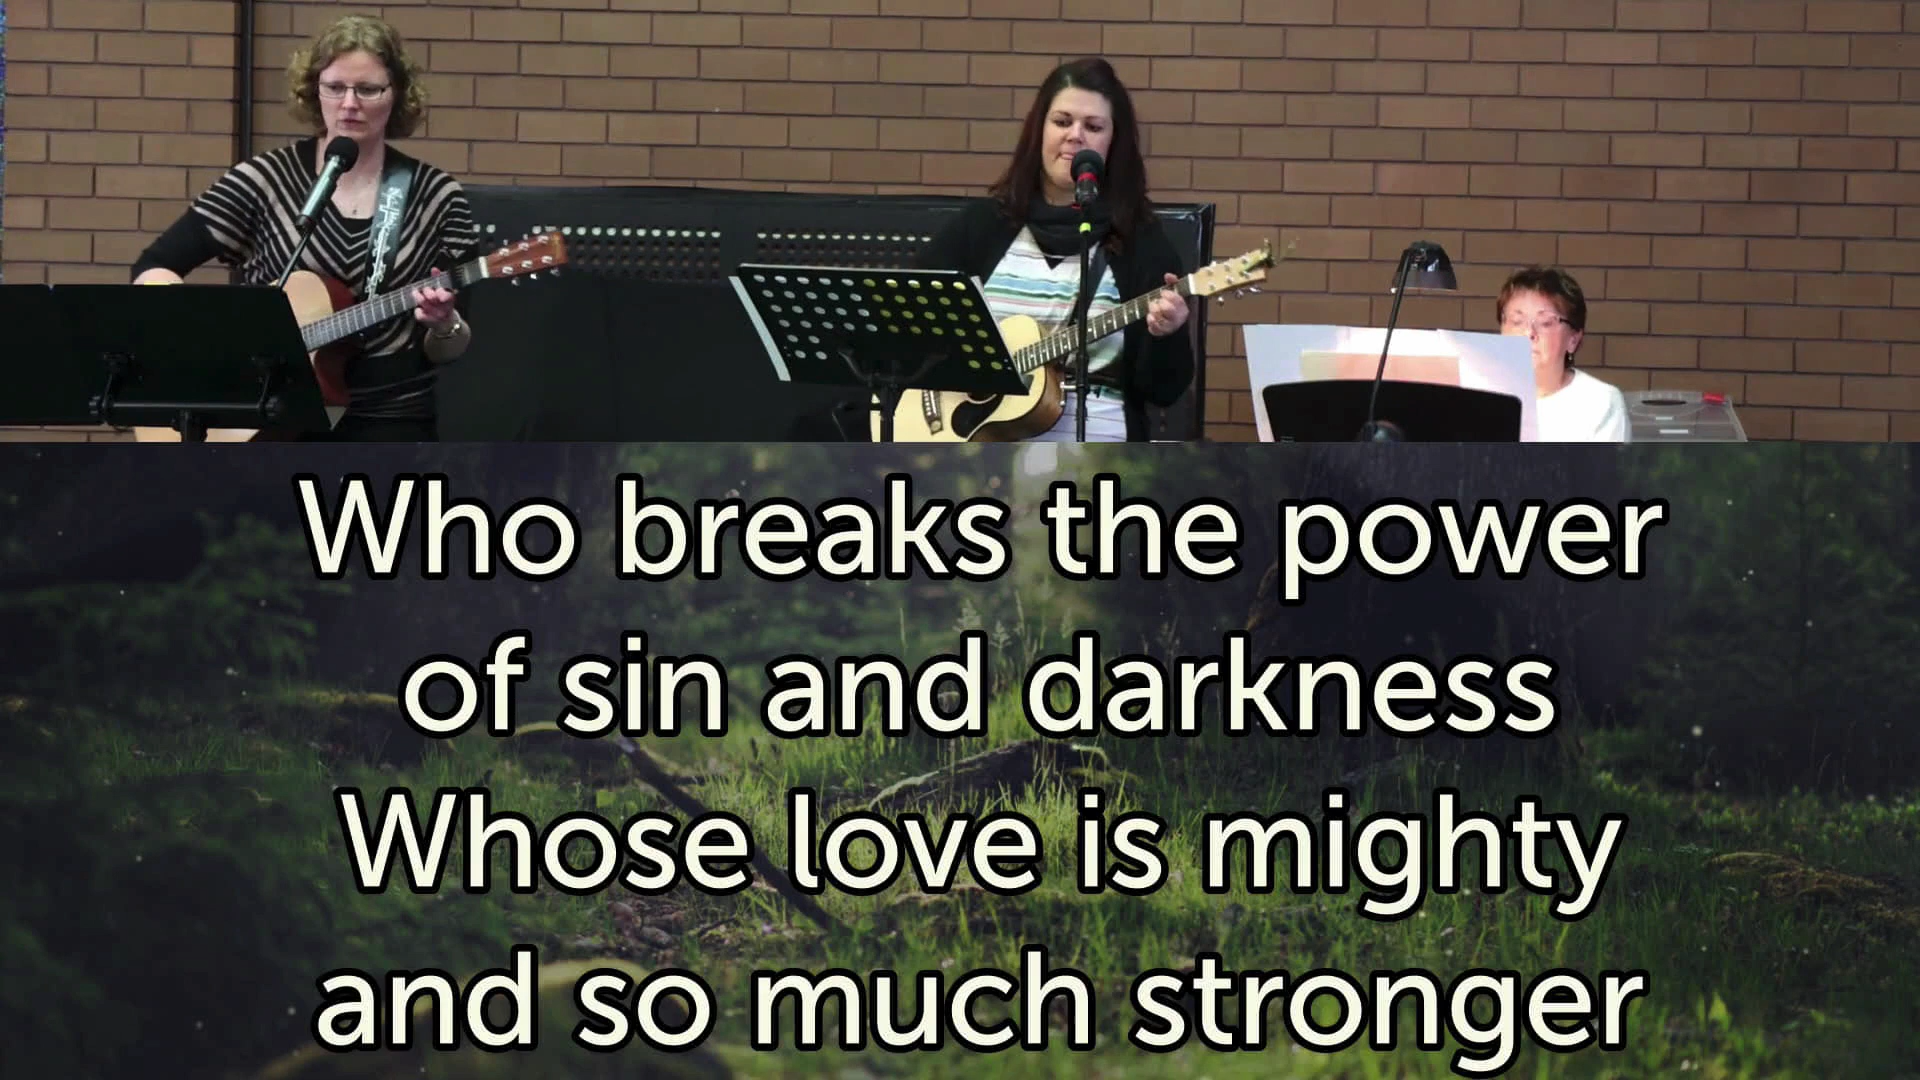 Who breaks the power
of sin and darkness
Whose love is mighty
and so much stronger